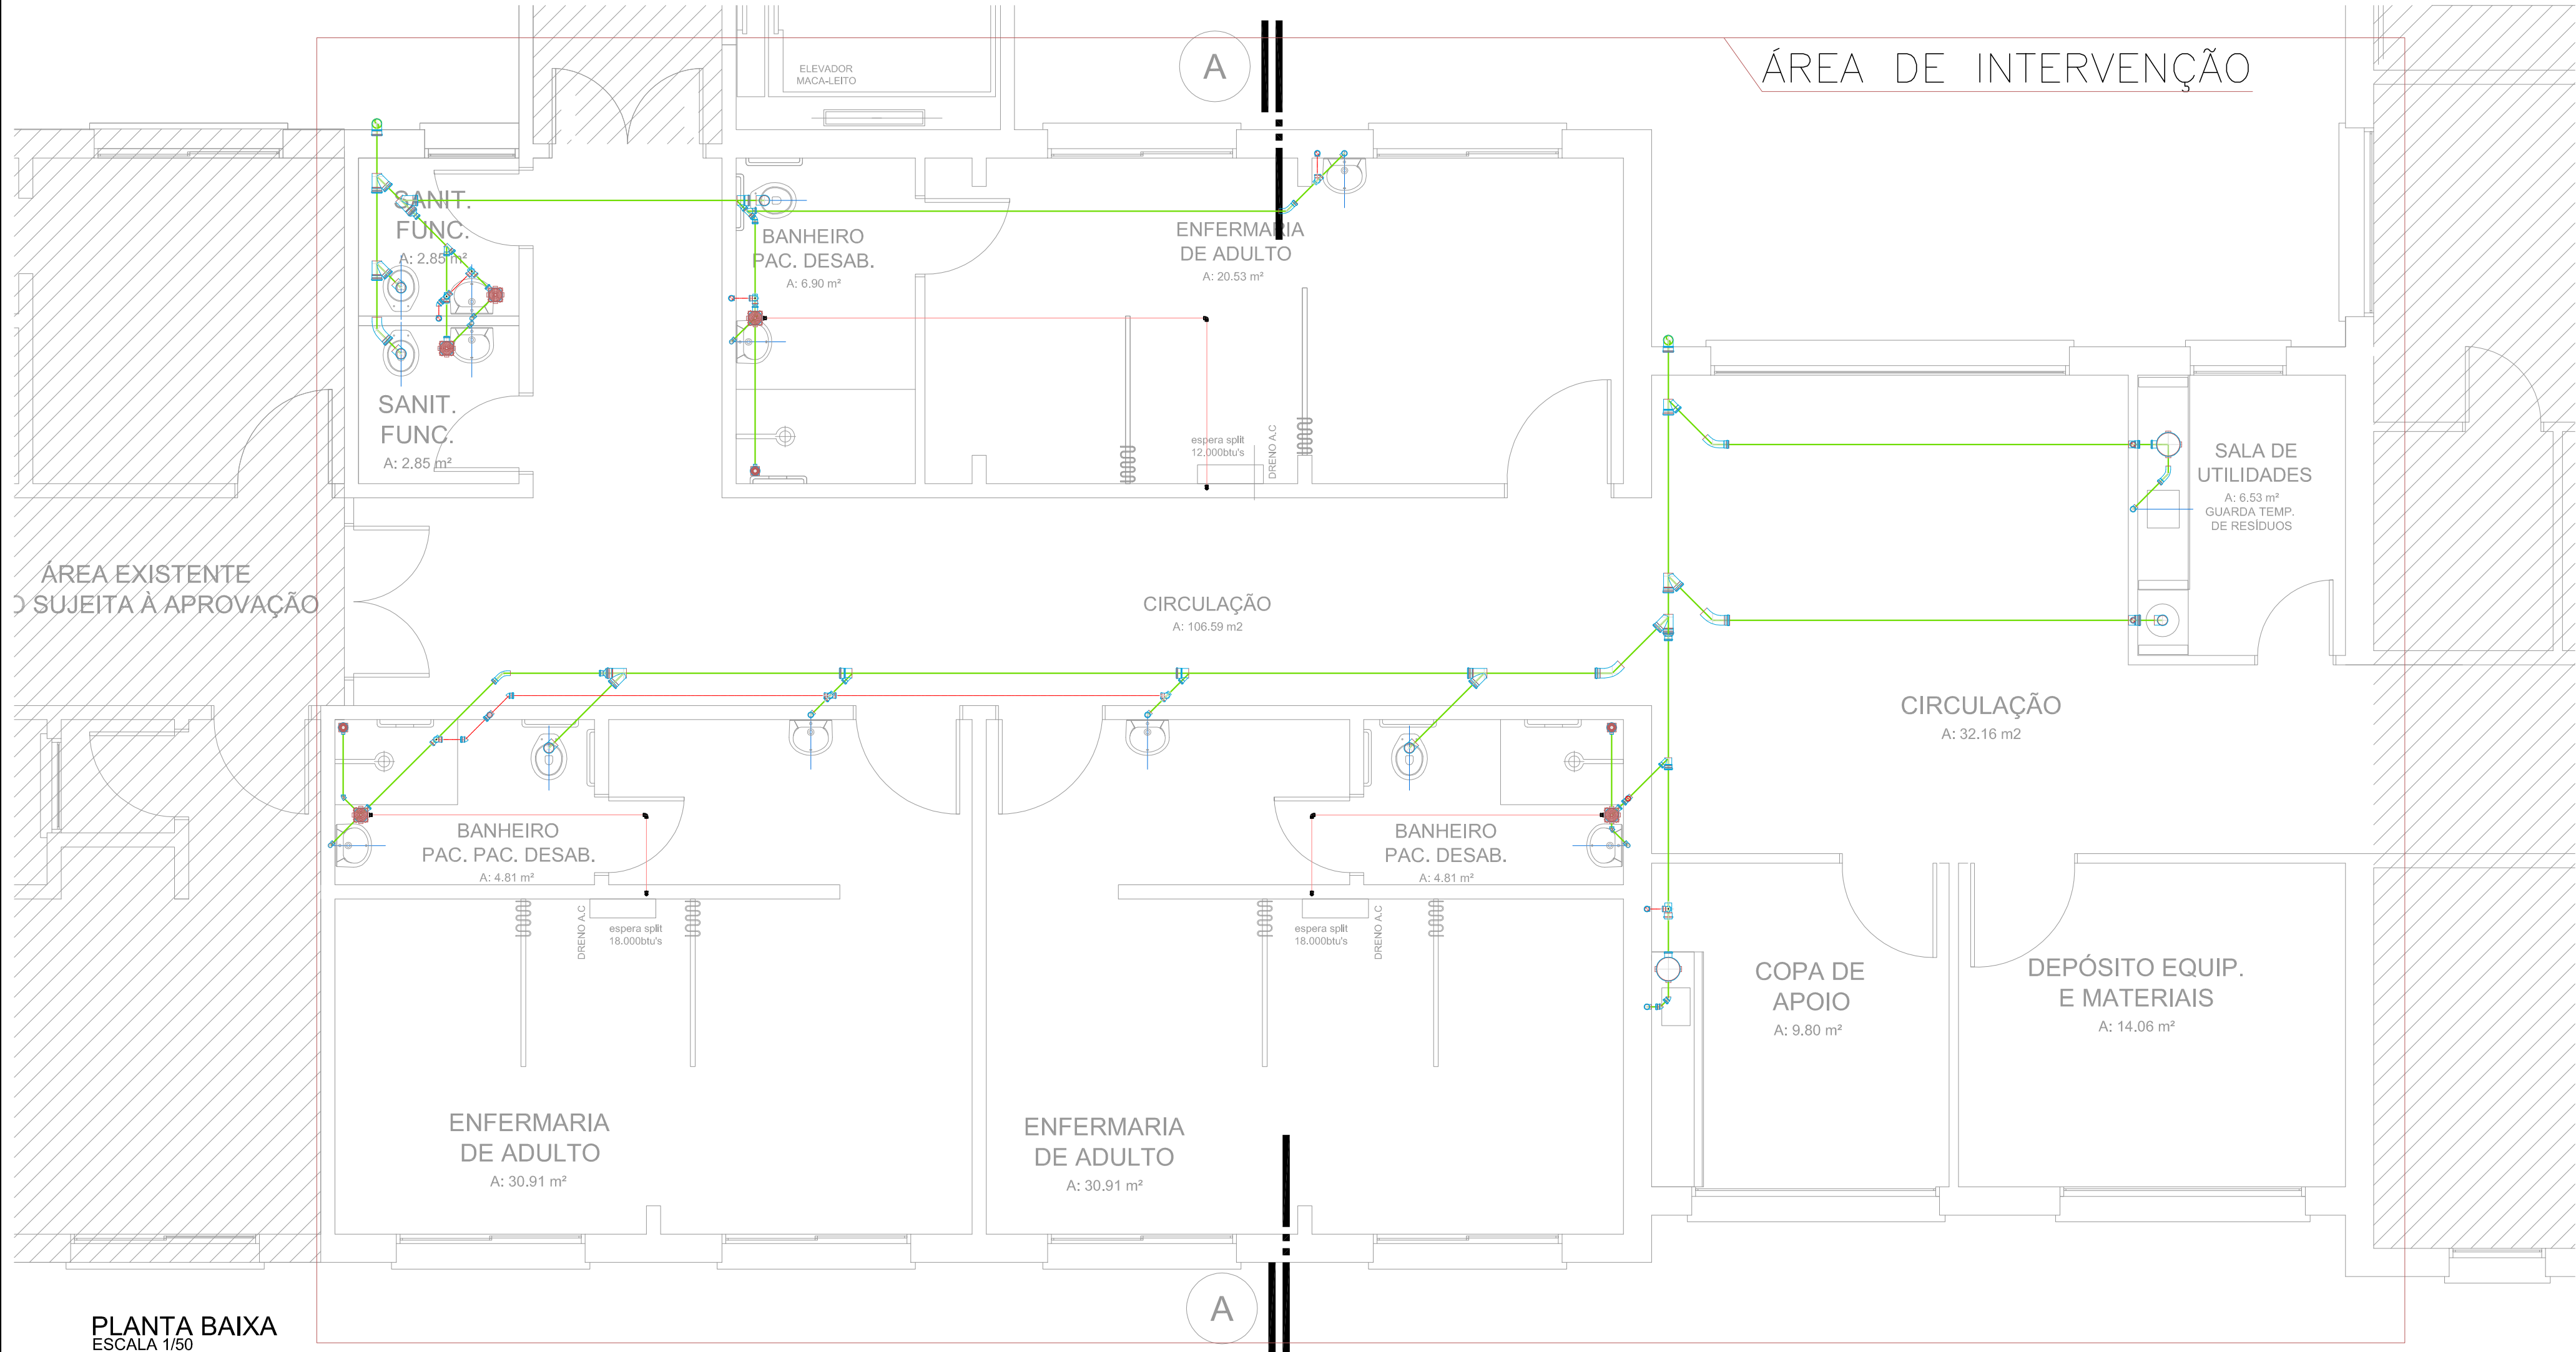 ÁREA DE INTERVENÇÃO
A
ELEVADOR
MACA-LEITO
SANIT.
FUNC.
A: 2.85 m²
BANHEIRO
PAC. DESAB.
A: 6.90 m²
ENFERMARIA
DE ADULTO
A: 20.53 m²
SANIT.
FUNC.
A: 2.85 m²
espera split
12.000btu's
DRENO A.C
SALA DE
UTILIDADES
A: 6.53 m²
GUARDA TEMP.
DE RESÍDUOS
ÁREA EXISTENTE
O SUJEITA À APROVAÇÃO
CIRCULAÇÃO
A: 106.59 m2
CIRCULAÇÃO
A: 32.16 m2
BANHEIRO
PAC. PAC. DESAB.
A: 4.81 m²
BANHEIRO
PAC. DESAB.
A: 4.81 m²
DRENO A.C
espera split
18.000btu's
espera split
18.000btu's
DRENO A.C
COPA DE
APOIO
A: 9.80 m²
DEPÓSITO EQUIP.
E MATERIAIS
A: 14.06 m²
ENFERMARIA
DE ADULTO
A: 30.91 m²
ENFERMARIA
DE ADULTO
A: 30.91 m²
A
PLANTA BAIXA
ESCALA 1/50